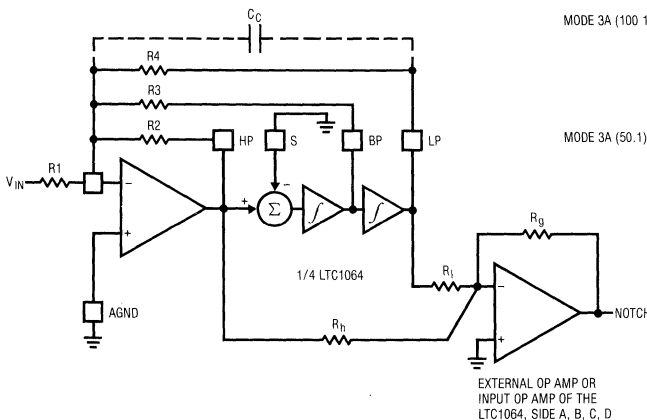 C_C
MODE 3A (100 1
R4
R3
R2
HP
S
BP
LP
MODE 3A (50.1)
R1
V_IN
−
+
+
−
Σ
∫
∫
R_g
1/4 LTC1064
R_l
−
NOTCH
AGND
R_h
+
EXTERNAL OP AMP OR
INPUT OP AMP OF THE
LTC1064, SIDE A, B, C, D